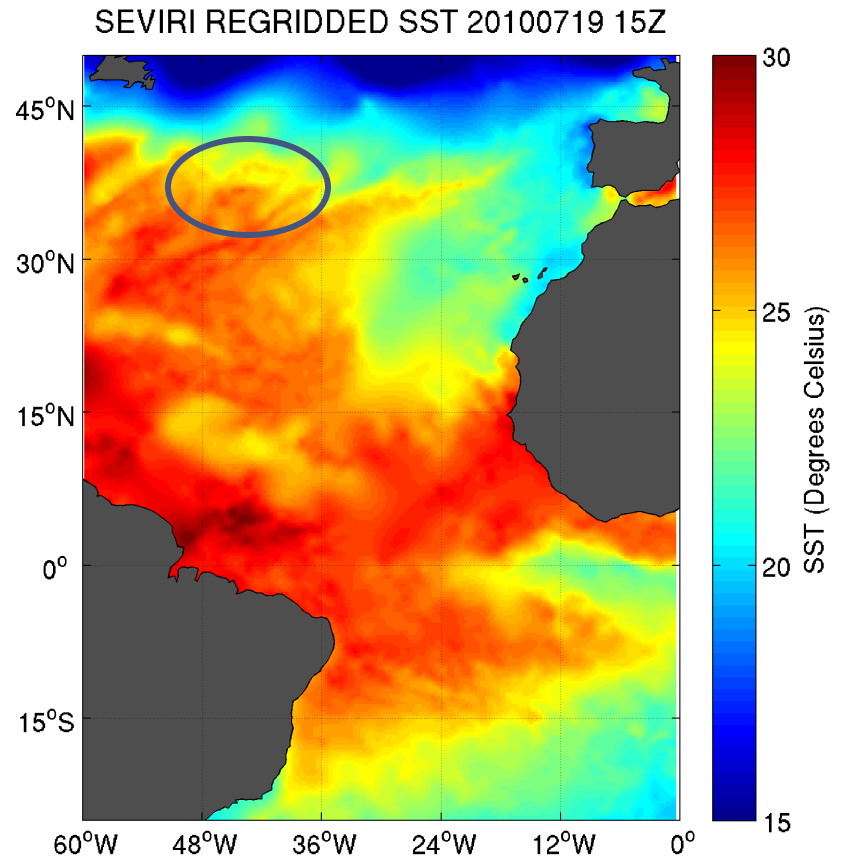 SEVIRI REGRIDDED SST 20100719 15Z
45°N
30°N
15°N
0°
15°S
60°W 48°W 36°W 24°W 12°W 0°
30
25
20
15
SST (Degrees Celsius)